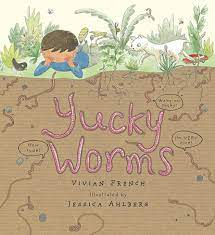 Yucky
Worms
VIVIAN FRENCH
illustrated by
JESSICA AHLBERG